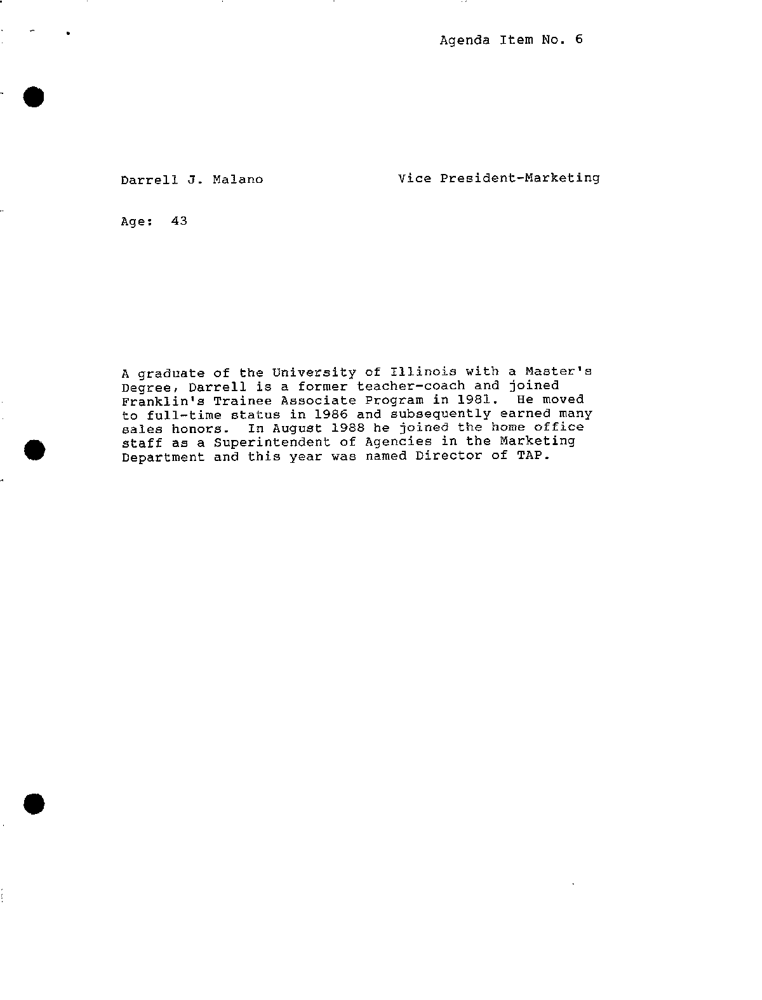 Agenda Item No. 6
Darrell J. Malano Vice President-Marketing
Age: 43
A graduate of the University of Illinois with a Master's
Degree, Darrell is a former teacher-coach and joined
Franklin's Trainee Associate Program in 1981. He moved
to full-time status in 1986 and subsequently earned many
sales honors. In August 1988 he joined the home office
staff as a Superintendent of Agencies in the Marketing
Department and this year was named Director of TAP.